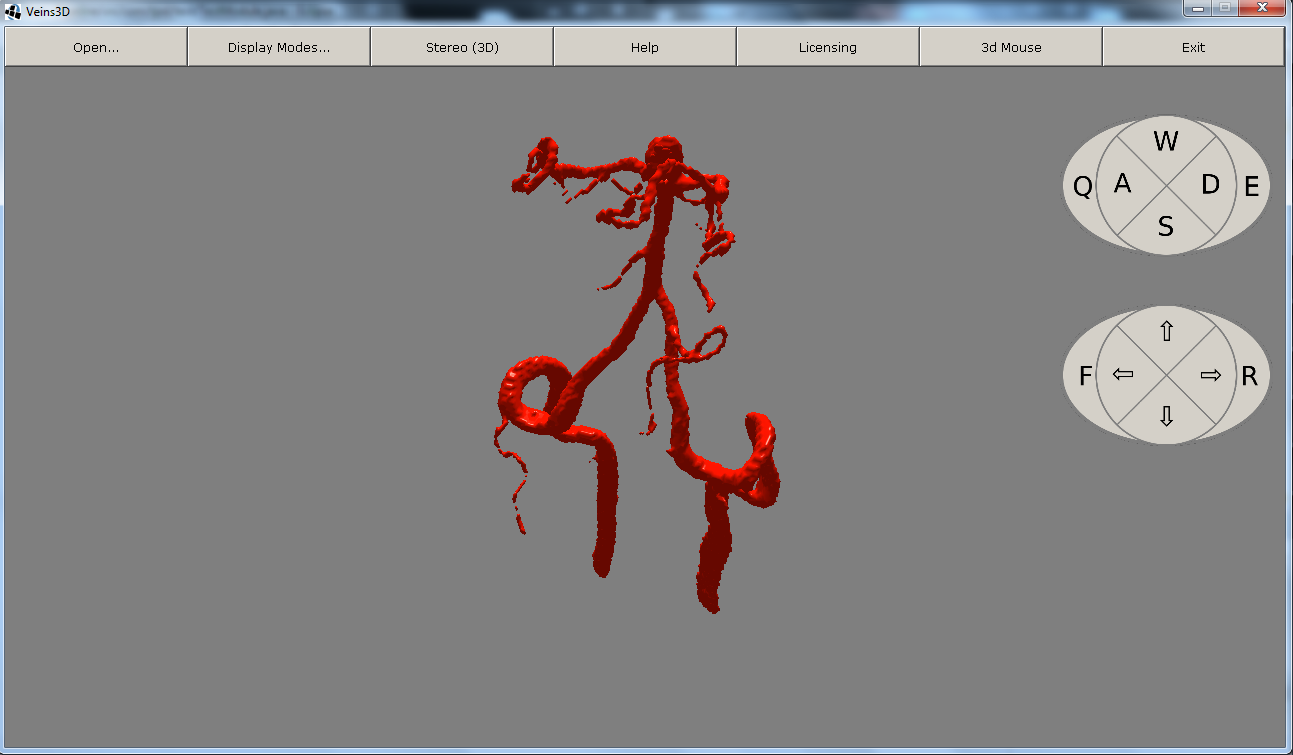 Veins3D
Open... Display Modes... Stereo (3D) Help Licensing 3d Mouse Exit
W
Q A D E
S
⇧
F ⇦ ⇨ R
⇩